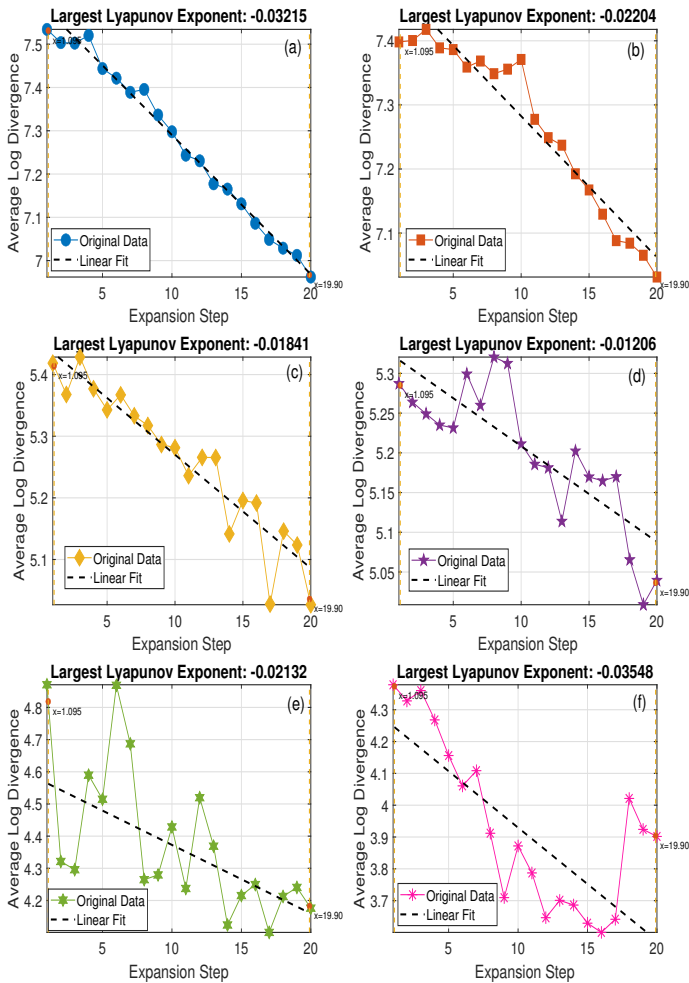 Largest Lyapunov Exponent: -0.03215
(a)
x=1.095
7.5
7.4
7.3
7.2
7.1
7
Average Log Divergence
Original Data
Linear Fit
x=19.90
5
10
15
20
Expansion Step
Largest Lyapunov Exponent: -0.02204
(b)
x=1.095
7.4
7.3
7.2
7.1
Average Log Divergence
Original Data
Linear Fit
x=19.90
5
10
15
20
Expansion Step
Largest Lyapunov Exponent: -0.01841
(c)
x=1.095
5.4
5.3
5.2
5.1
Average Log Divergence
Original Data
Linear Fit
x=19.90
5
10
15
20
Expansion Step
Largest Lyapunov Exponent: -0.01206
(d)
x=1.095
5.3
5.25
5.2
5.15
5.1
5.05
Average Log Divergence
Original Data
Linear Fit
x=19.90
5
10
15
20
Expansion Step
Largest Lyapunov Exponent: -0.02132
(e)
x=1.095
4.8
4.7
4.6
4.5
4.4
4.3
4.2
Average Log Divergence
Original Data
Linear Fit
x=19.90
5
10
15
20
Expansion Step
Largest Lyapunov Exponent: -0.03548
(f)
x=1.095
4.3
4.2
4.1
4
3.9
3.8
3.7
3.6
Average Log Divergence
Original Data
Linear Fit
x=19.90
5
10
15
20
Expansion Step